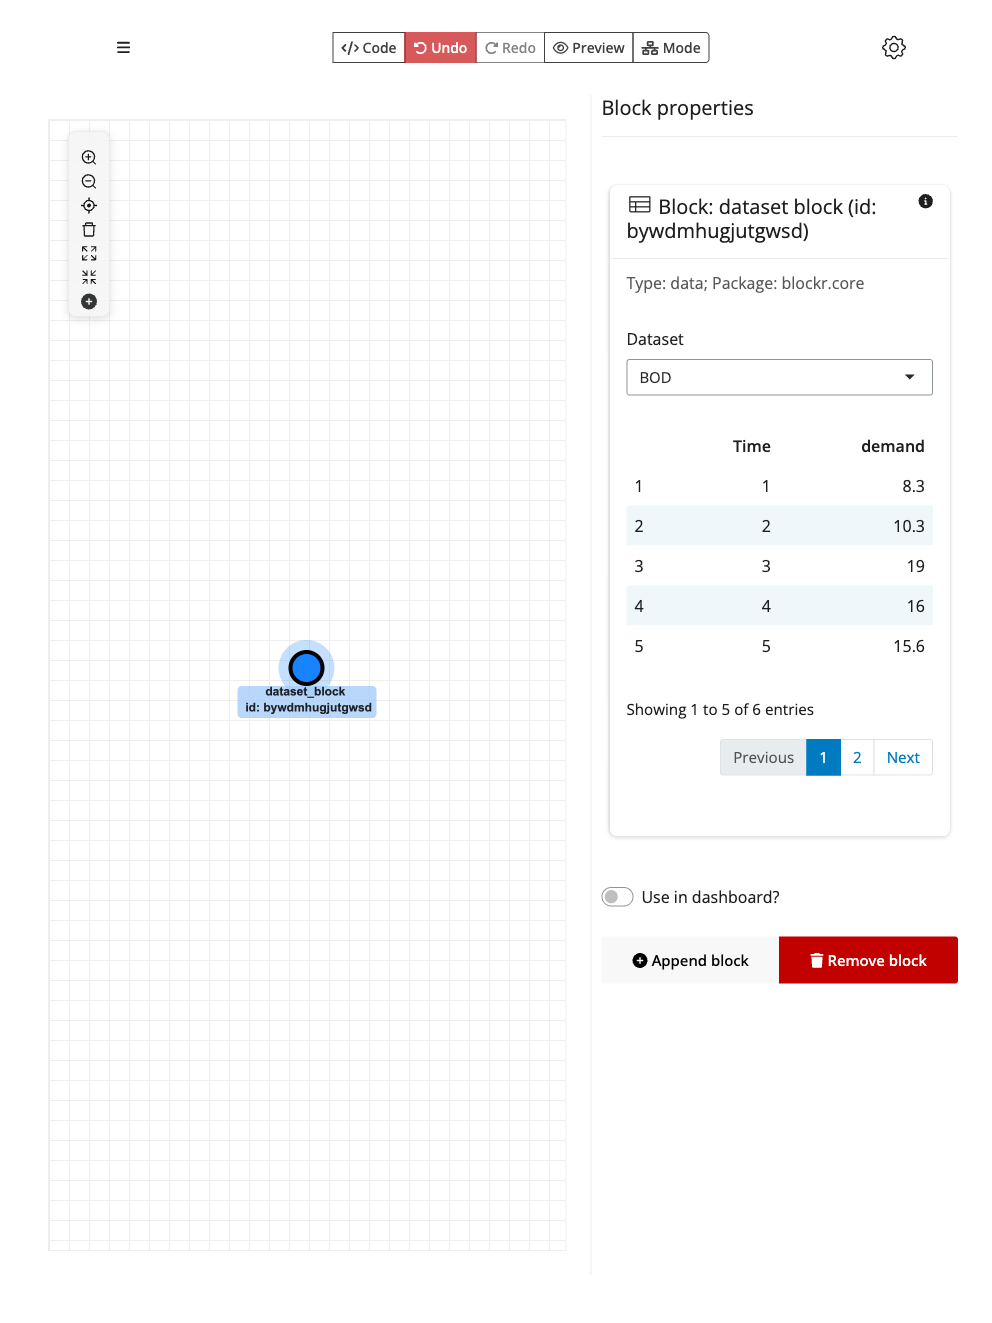 Code Undo Redo Preview Mode
Block properties
Block: dataset block (id:
bywdmhugjutgwsd)
Type: data; Package: blockr.core
Dataset
BOD
Time demand
1 1 8.3
2 2 10.3
3 3 19
4 4 16
5 5 15.6
Showing 1 to 5 of 6 entries
Previous 1 2 Next
dataset_block
id: bywdmhugjutgwsd
Use in dashboard?
Append block Remove block